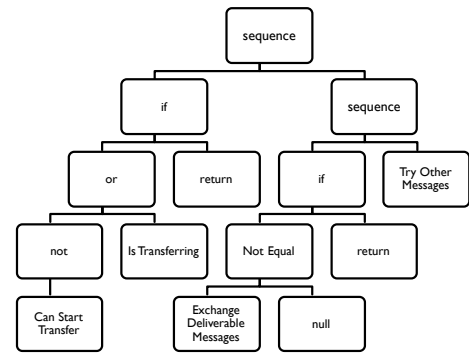 sequence
if
sequence
or
return
if
Try Other
Messages
not
Is Transferring
Not Equal
return
Can Start
Transfer
Exchange
Deliverable
Messages
null